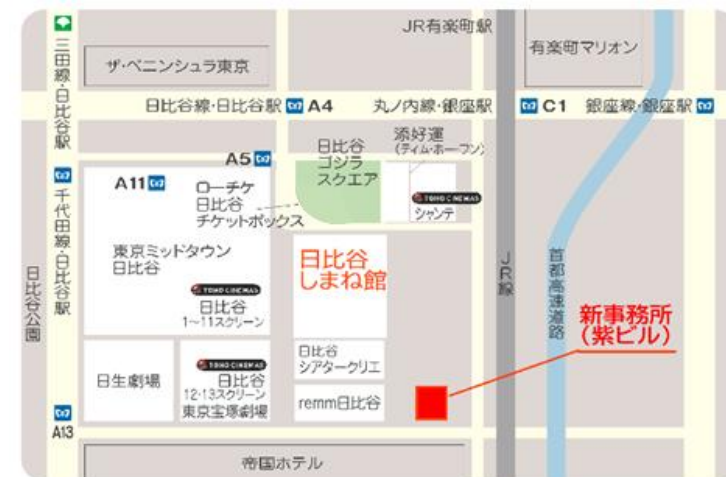 JR有楽町駅
有楽町マリオン
ザ・ペニンシュラ東京
三田線・日比谷駅
日比谷線・日比谷駅 A4
丸ノ内線・銀座駅
C1 銀座線・銀座駅
A5
A11
ローチケ
日比谷
チケットボックス
日比谷
ゴジラ
スクエア
添好運
(ティム・ホー・ワン)
TOHO CINEMAS
シャンテ
千代田線・日比谷駅
日比谷公園
東京ミッドタウン
日比谷
TOHO CINEMAS
日比谷
1〜11スクリーン
日比谷
しまね館
JR線
首都高速道路
新事務所
(紫ビル)
日生劇場
TOHO CINEMAS
日比谷
12・13スクリーン
東京宝塚劇場
日比谷
シアタークリエ
remm日比谷
A13
帝国ホテル